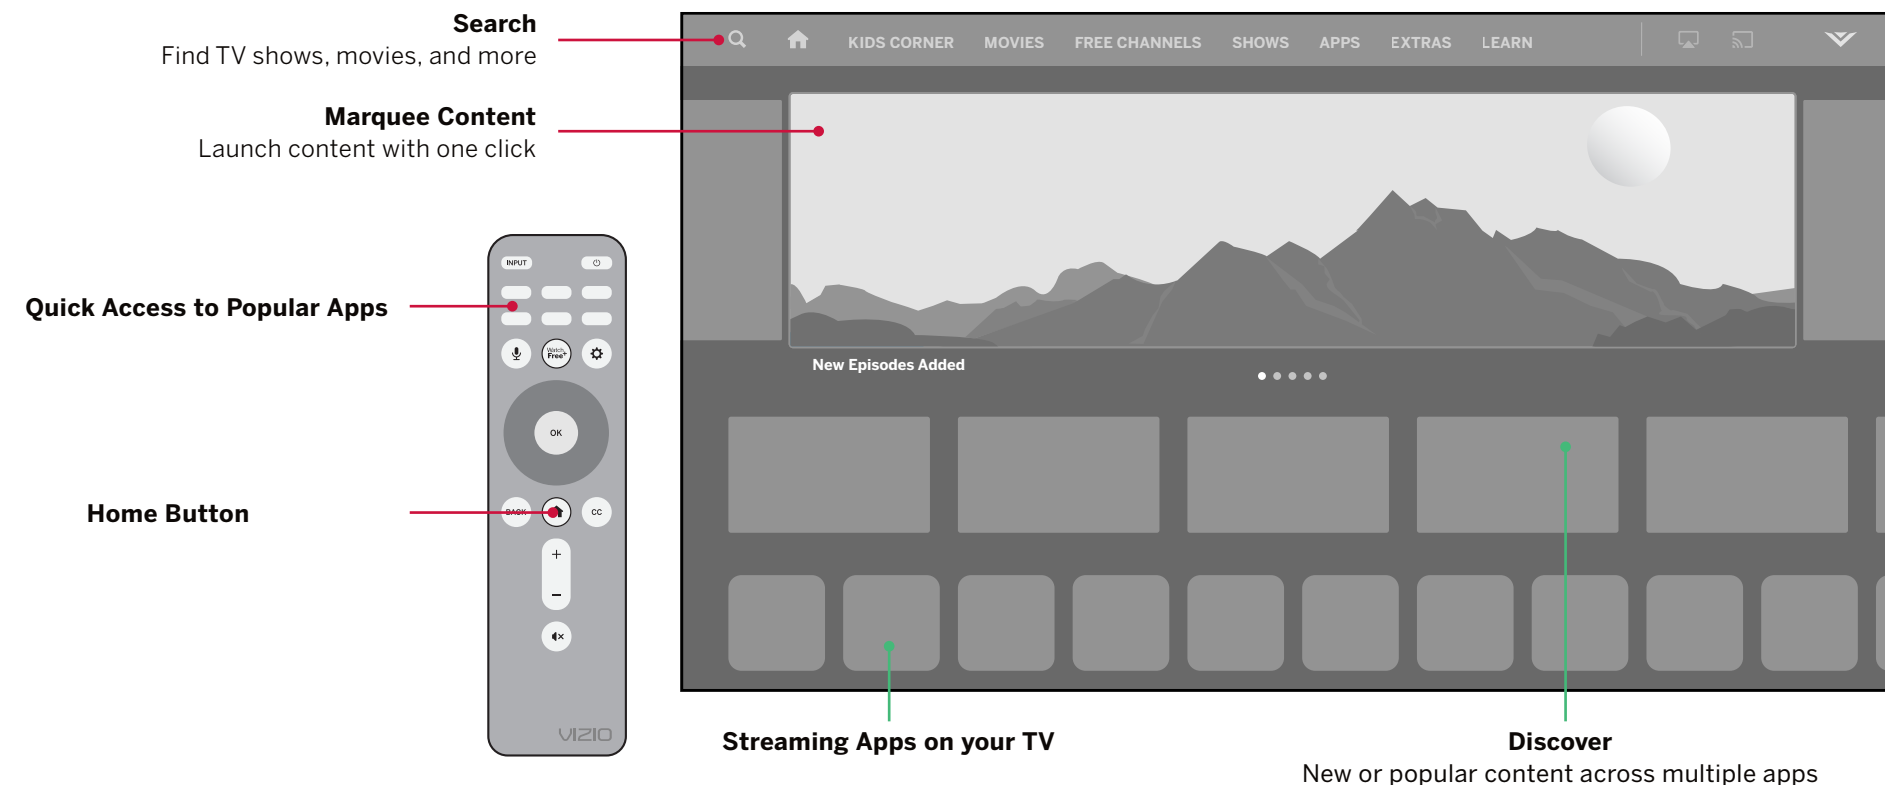 Search
Find TV shows, movies, and more
Marquee Content
Launch content with one click
KIDS CORNER MOVIES FREE CHANNELS SHOWS APPS EXTRAS LEARN
New Episodes Added
INPUT
Quick Access to Popular Apps
Watch
Free+
OK
Home Button
BACK
CC
VIZIO
Streaming Apps on your TV
Discover
New or popular content across multiple apps